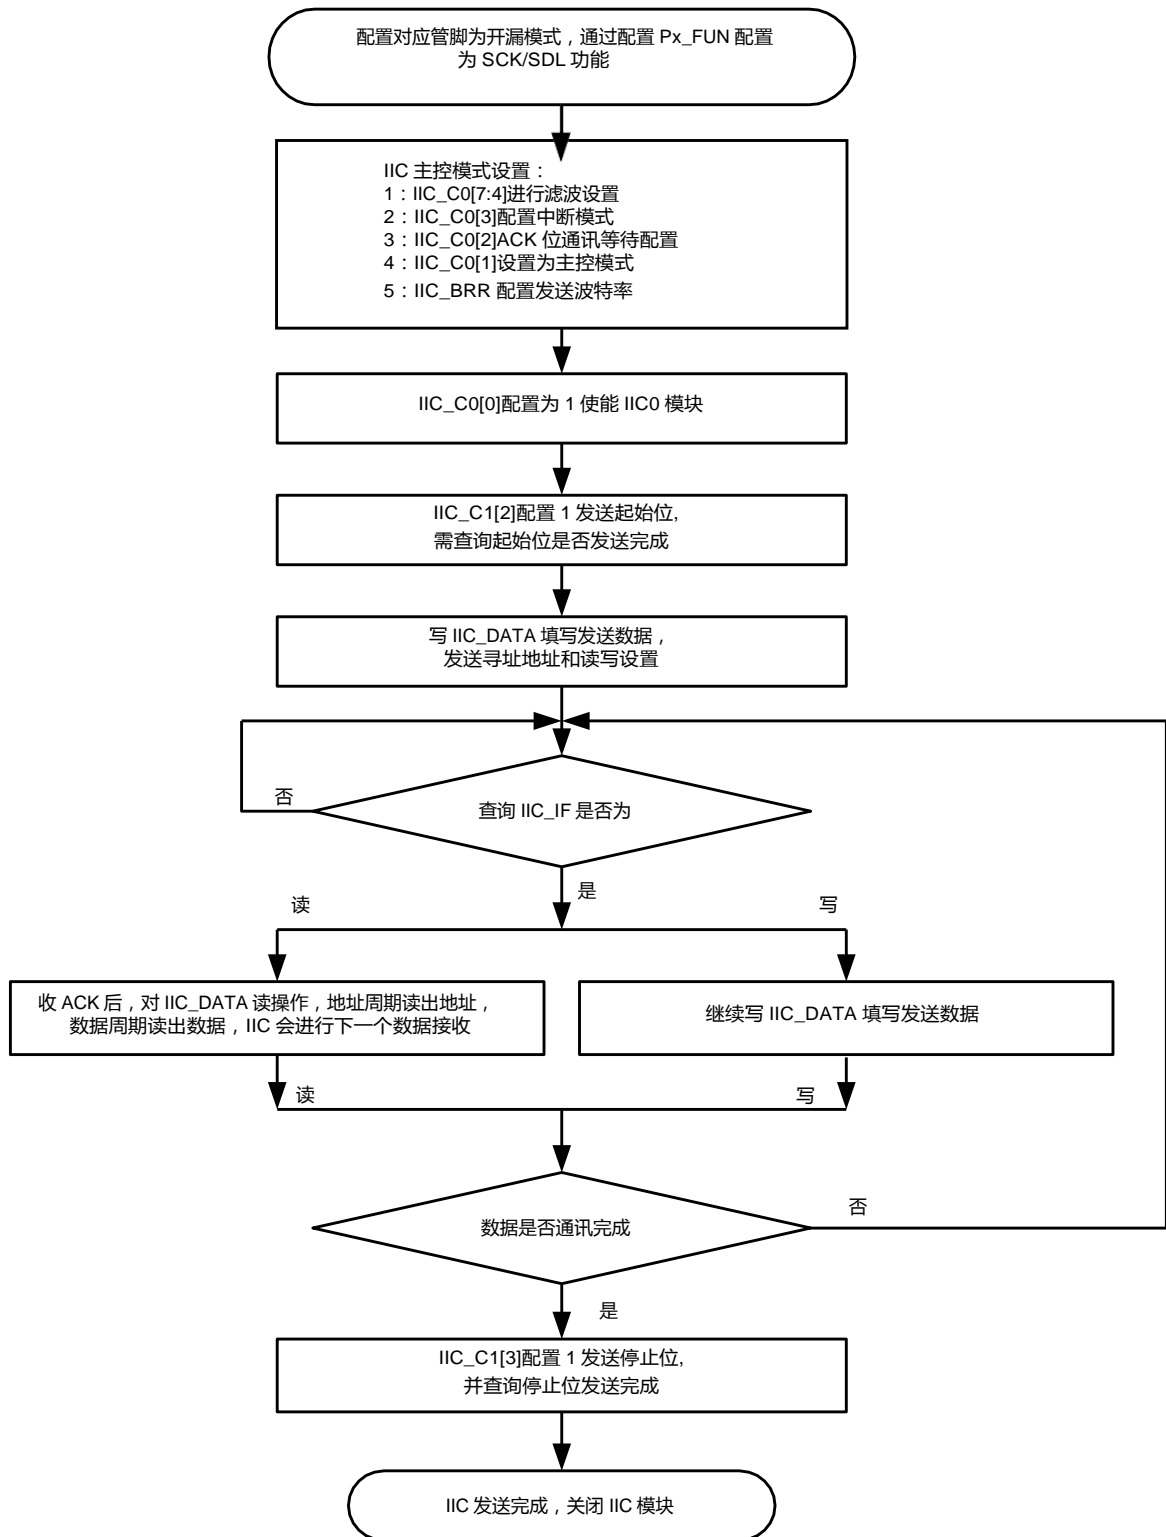 配置对应管脚为开漏模式，通过配置 Px_FUN 配置
为 SCK/SDL 功能
IIC 主控模式设置：
1：IIC_C0[7:4]进行滤波设置
2：IIC_C0[3]配置中断模式
3：IIC_C0[2]ACK 位通讯等待配置
4：IIC_C0[1]设置为主控模式
5：IIC_BRR 配置发送波特率
IIC_C0[0]配置为 1 使能 IIC0 模块
IIC_C1[2]配置 1 发送起始位,
需查询起始位是否发送完成
写 IIC_DATA 填写发送数据，
发送寻址地址和读写设置
否
查询 IIC_IF 是否为
是
读
写
收 ACK 后，对 IIC_DATA 读操作，地址周期读出地址，
数据周期读出数据，IIC 会进行下一个数据接收
继续写 IIC_DATA 填写发送数据
读
写
数据是否通讯完成
否
是
IIC_C1[3]配置 1 发送停止位,
并查询停止位发送完成
IIC 发送完成，关闭 IIC 模块